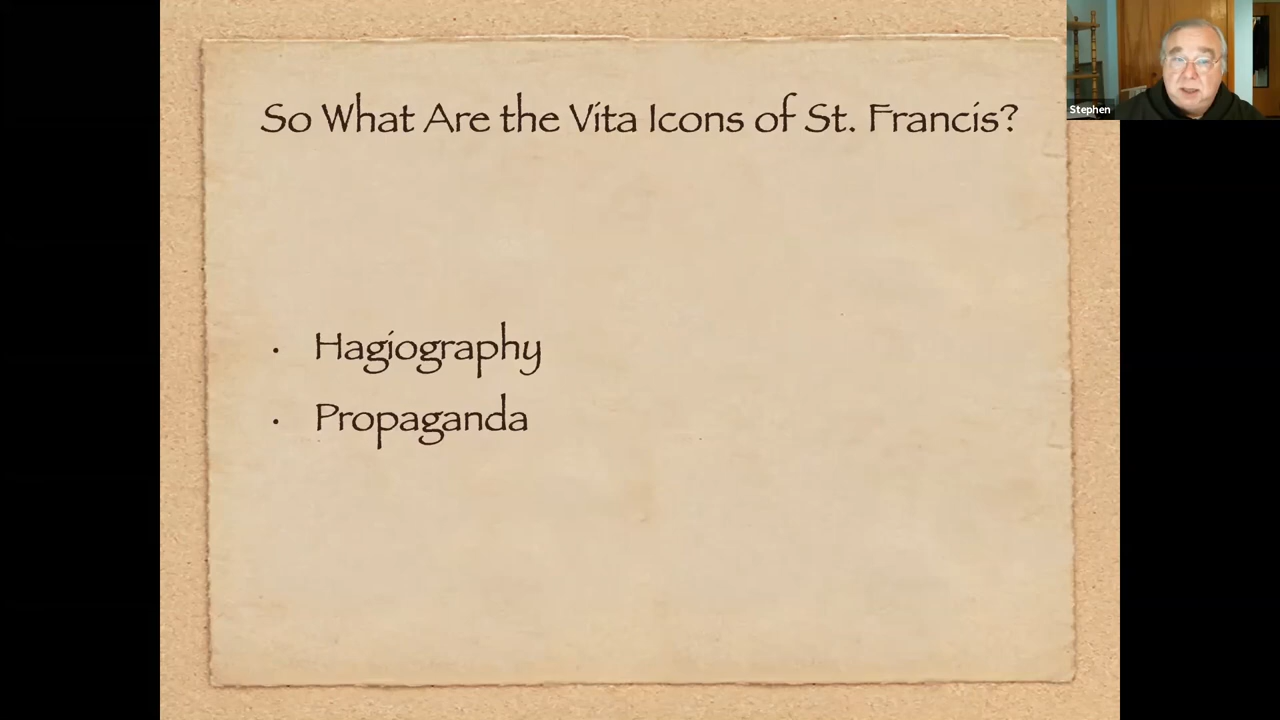 So What Are the Vita Icons of St. Francis?
Stephen
• Hagiography
• Propaganda